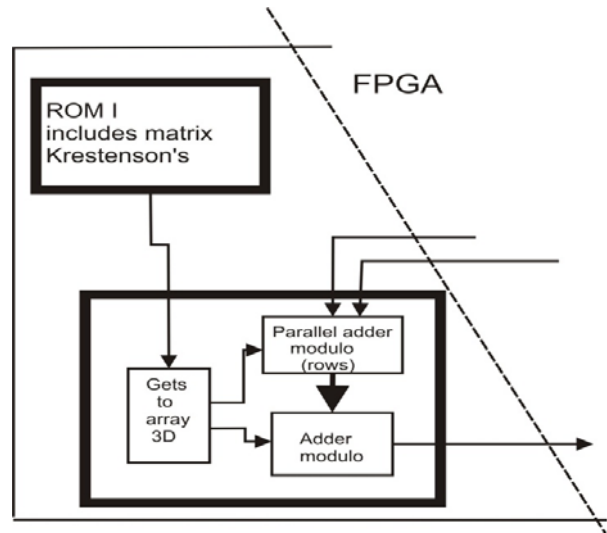 FPGA
ROM I
includes matrix
Krestenson's
Parallel adder
modulo
(rows)
Gets
to
array
3D
Adder
modulo